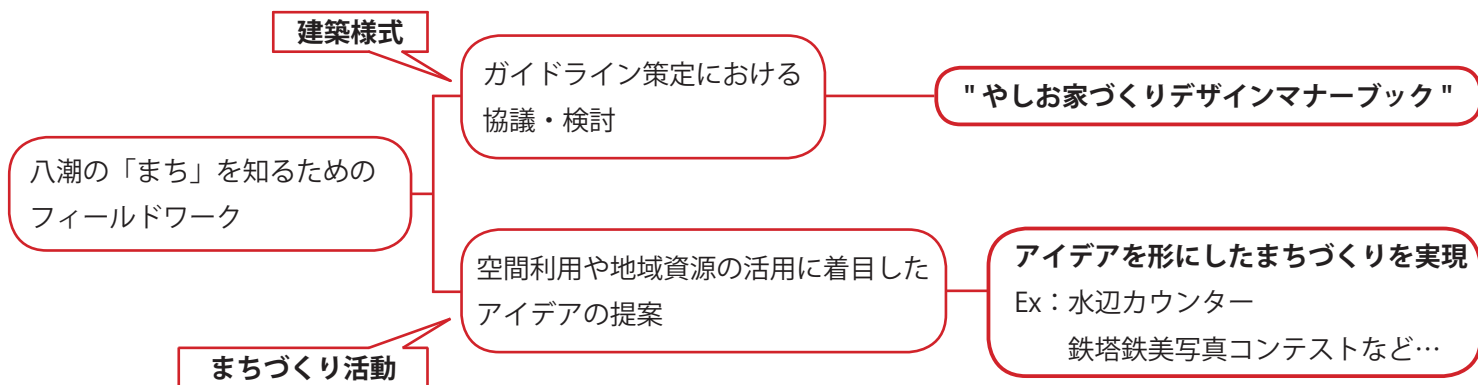 建築様式
ガイドライン策定における
協議・検討
" やしお家づくりデザインマナーブック "
八潮の「まち」を知るための
フィールドワーク
空間利用や地域資源の活用に着目した
アイデアの提案
まちづくり活動
アイデアを形にしたまちづくりを実現
Ex：水辺カウンター
鉄塔鉄美写真コンテストなど…